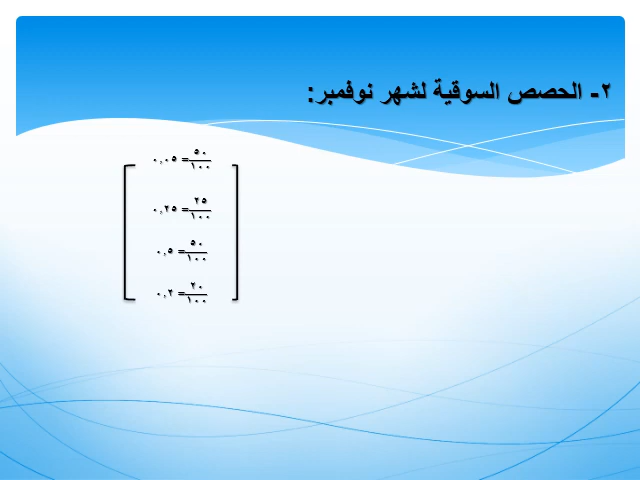 ٢- الحصص السوقية لشهر نوفمبر:
٥٠/١٠٠ = ٠,٠٥
٢٥/١٠٠ = ٠,٢٥
٥٠/١٠٠ = ٠,٥
٢٠/١٠٠ = ٠,٢